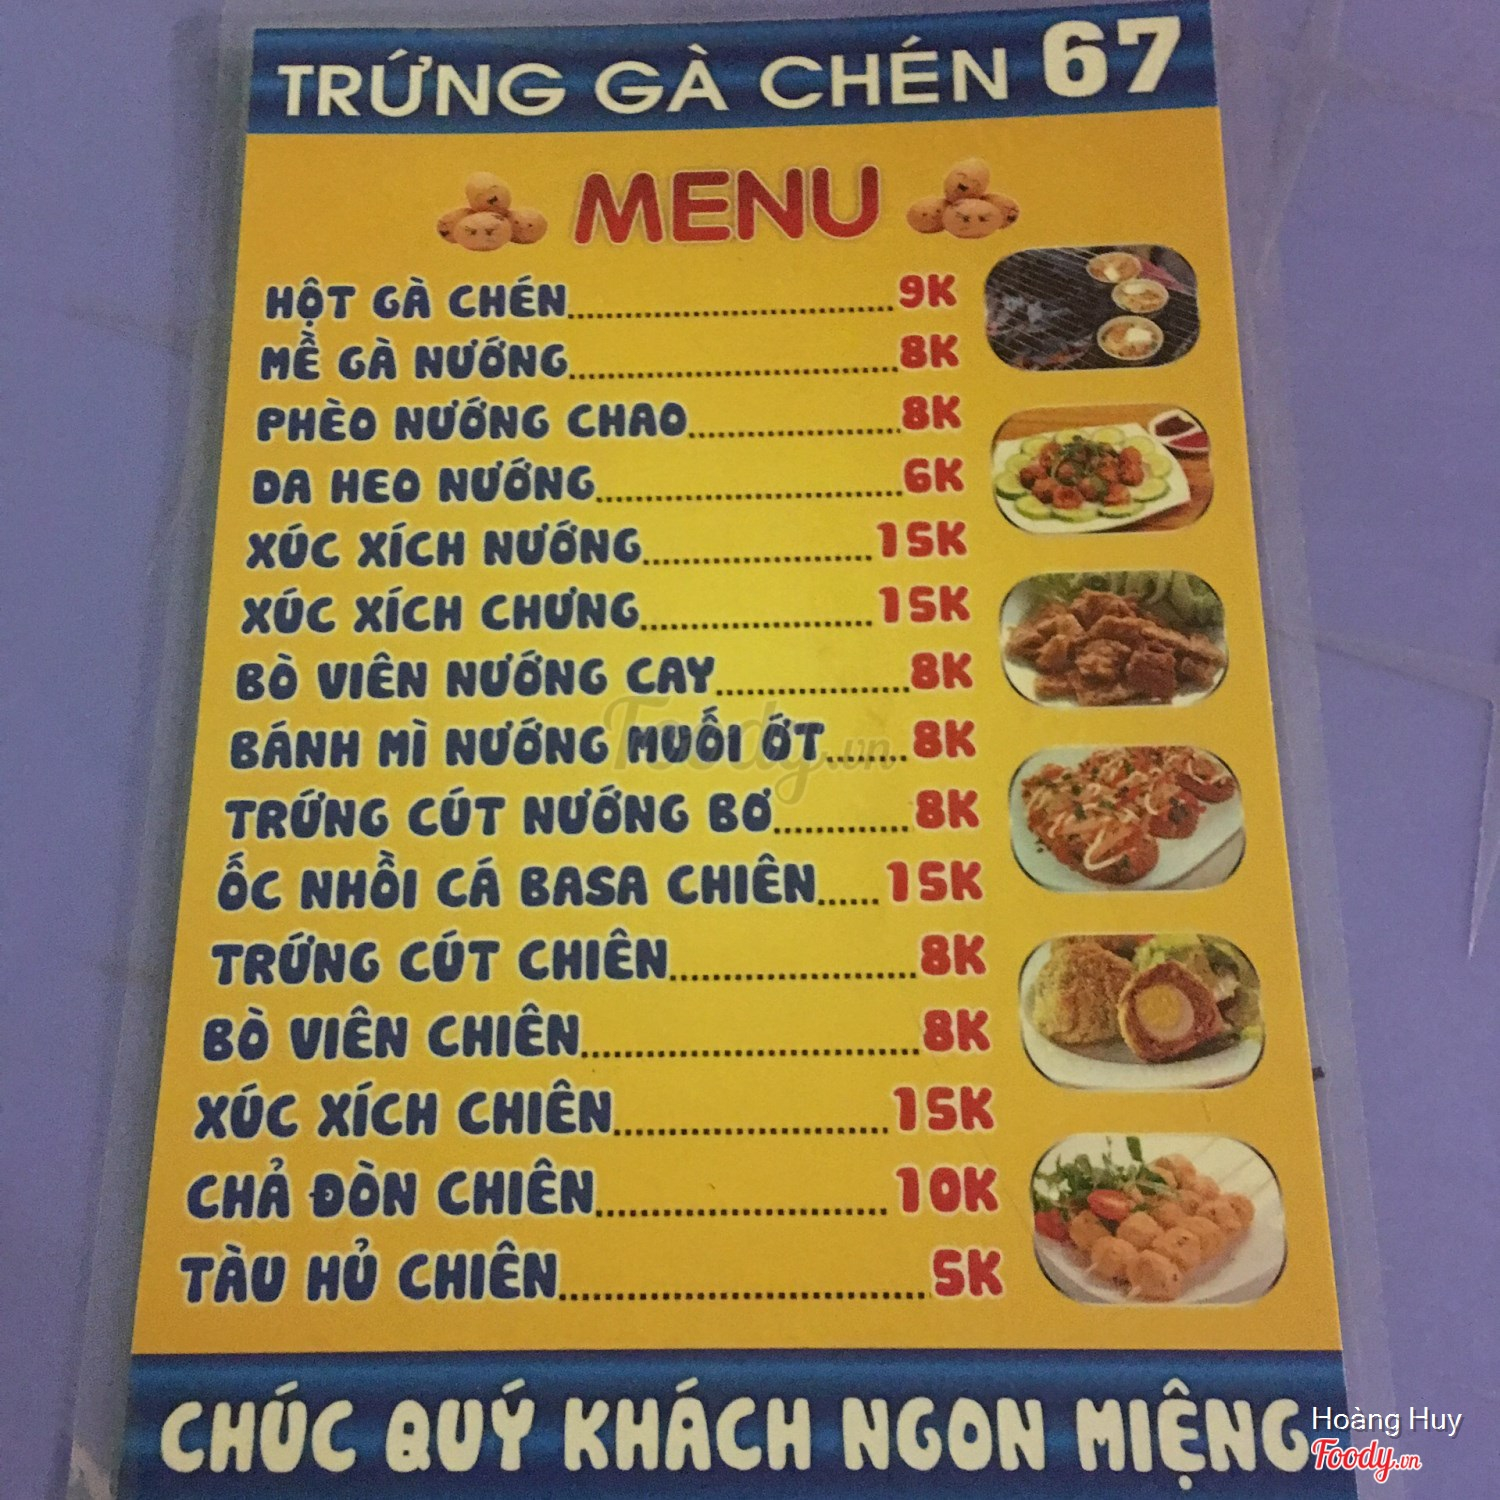 TRỨNG GÀ CHÉN 67
MENU
HỘT GÀ CHÉN 9K
MỀ GÀ NƯỚNG 8K
PHÈO NƯỚNG CHAO 8K
DA HEO NƯỚNG 6K
XÚC XÍCH NƯỚNG 15K
XÚC XÍCH CHƯNG 15K
BÒ VIÊN NƯỚNG CAY 8K
BÁNH MÌ NƯỚNG MUỐI ỚT 8K
TRỨNG CÚT NƯỚNG BƠ 8K
ỐC NHỒI CÁ BASA CHIÊN 15K
TRỨNG CÚT CHIÊN 8K
BÒ VIÊN CHIÊN 8K
XÚC XÍCH CHIÊN 15K
CHẢ ĐÒN CHIÊN 10K
TÀU HỦ CHIÊN 5K
CHÚC QUÝ KHÁCH NGON MIỆNG
Foody.vn
Hoàng Huy
Foody.vn